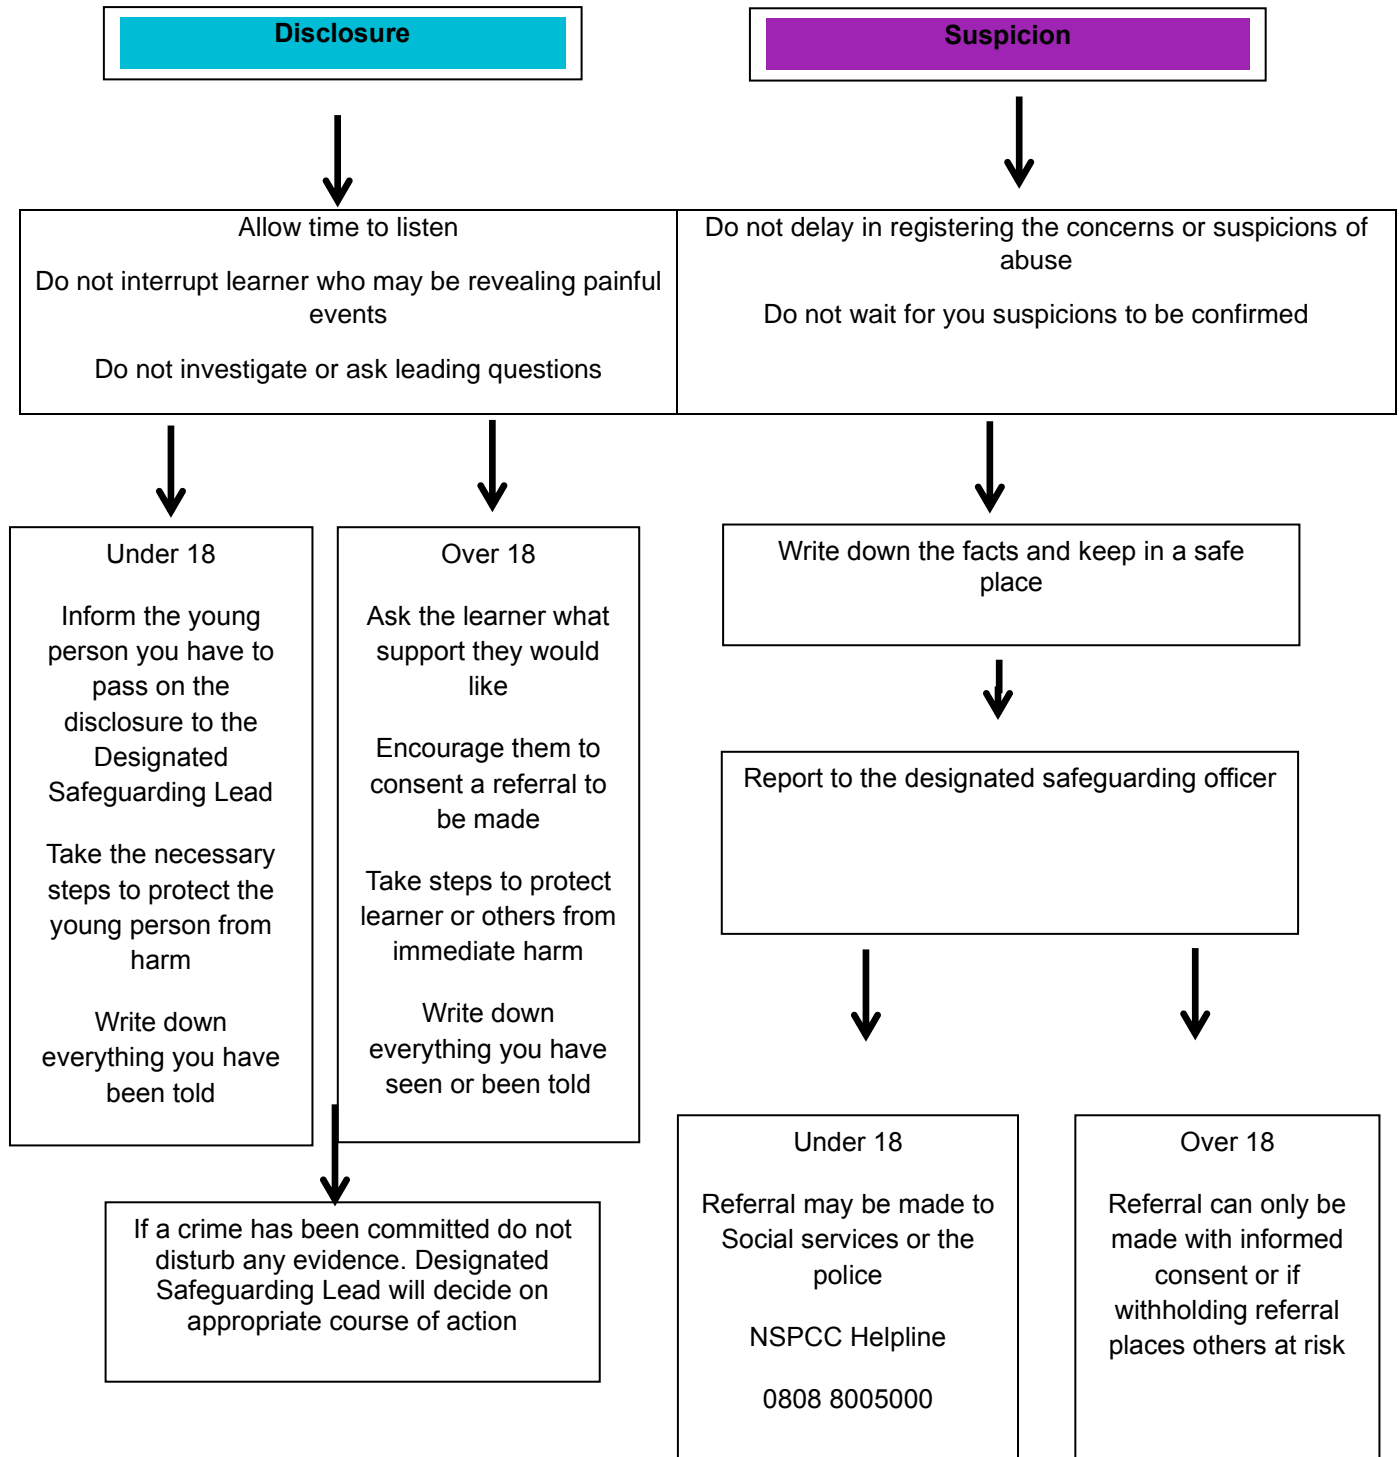 Disclosure
Suspicion
Allow time to listen
Do not interrupt learner who may be revealing painful
events
Do not investigate or ask leading questions
Do not delay in registering the concerns or suspicions of
abuse
Do not wait for you suspicions to be confirmed
Under 18
Inform the young
person you have to
pass on the
disclosure to the
Designated
Safeguarding Lead
Take the necessary
steps to protect the
young person from
harm
Write down
everything you have
been told
Over 18
Ask the learner what
support they would
like
Encourage them to
consent a referral to
be made
Take steps to protect
learner or others from
immediate harm
Write down
everything you have
seen or been told
If a crime has been committed do not
disturb any evidence. Designated
Safeguarding Lead will decide on
appropriate course of action
Write down the facts and keep in a safe
place
Report to the designated safeguarding officer
Under 18
Referral may be made to
Social services or the
police
NSPCC Helpline
0808 8005000
Over 18
Referral can only be
made with informed
consent or if
withholding referral
places others at risk